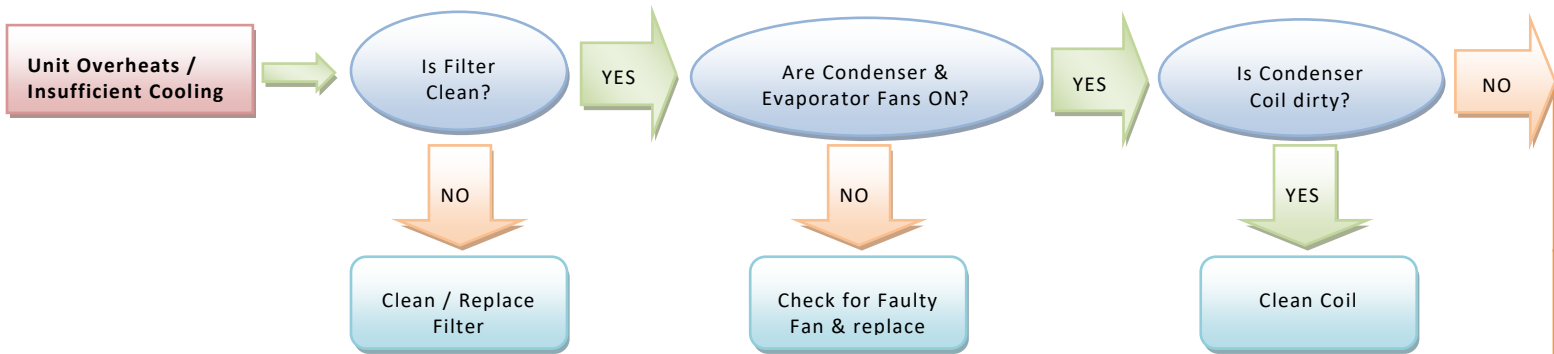 Unit Overheats /
Insufficient Cooling
Is Filter
Clean?
YES
Are Condenser &
Evaporator Fans ON?
YES
Is Condenser
Coil dirty?
NO
NO
NO
YES
Clean / Replace
Filter
Check for Faulty
Fan & replace
Clean Coil